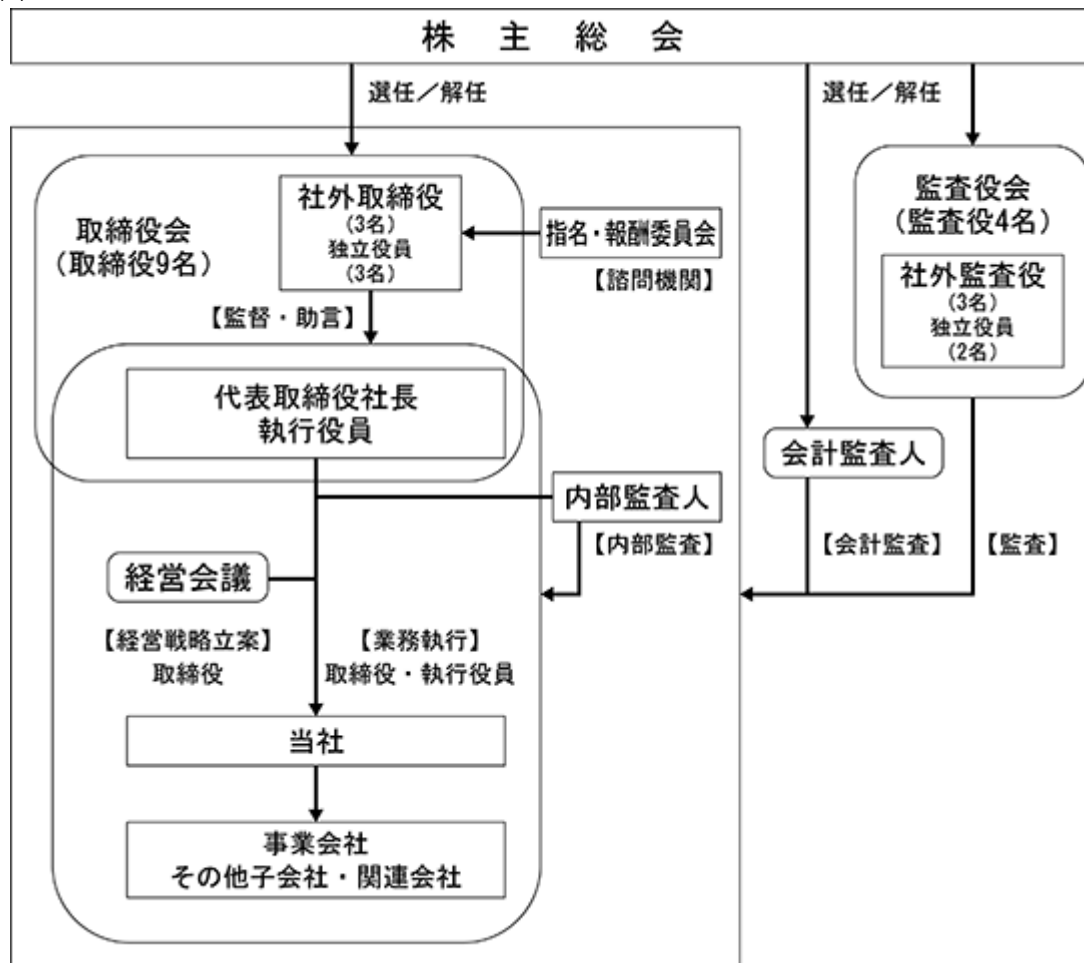 株主総会
選任／解任
選任／解任
取締役会
(取締役9名)
社外取締役
(3名)
独立役員
(3名)
指名・報酬委員会
【諮問機関】
監査役会
(監査役4名)
社外監査役
(3名)
独立役員
(2名)
【監督・助言】
代表取締役社長
執行役員
会計監査人
内部監査人
【内部監査】
【会計監査】
【監査】
経営会議
【経営戦略立案】
取締役
【業務執行】
取締役・執行役員
当社
事業会社
その他子会社・関連会社